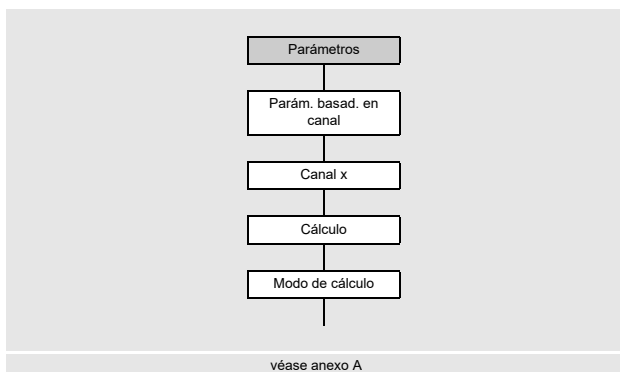 Parámetros
Parám. basad. en
canal
Canal x
Cálculo
Modo de cálculo
véase anexo A